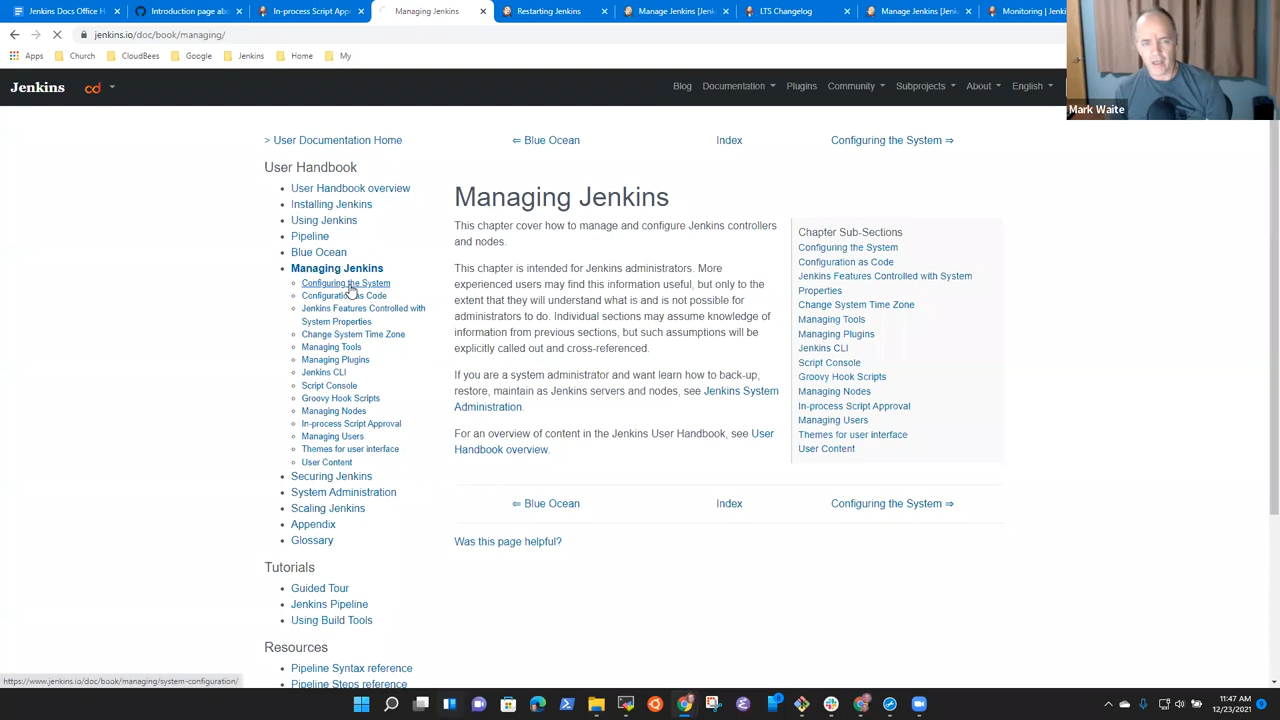 Jenkins Docs Office H
Introduction page abo
In-process Script App
Managing Jenkins
Restarting Jenkins
Manage Jenkins [Jenk
LTS Changelog
Manage Jenkins [Jenk
Monitoring | Jenk
jenkins.io/doc/book/managing/
Apps
Church
CloudBees
Google
Jenkins
Home
My
Jenkins
cd
Blog
Documentation
Plugins
Community
Subprojects
About
English
Mark Waite
> User Documentation Home
⇐ Blue Ocean
Index
Configuring the System ⇒
User Handbook
User Handbook overview
Installing Jenkins
Using Jenkins
Pipeline
Blue Ocean
Managing Jenkins
Configuring the System
Configuration as Code
Jenkins Features Controlled with
System Properties
Change System Time Zone
Managing Tools
Managing Plugins
Jenkins CLI
Script Console
Groovy Hook Scripts
Managing Nodes
In-process Script Approval
Managing Users
Themes for user interface
User Content
Securing Jenkins
System Administration
Scaling Jenkins
Appendix
Glossary
Tutorials
Guided Tour
Jenkins Pipeline
Using Build Tools
Resources
Pipeline Syntax reference
Pipeline Steps reference
Managing Jenkins
This chapter cover how to manage and configure Jenkins controllers
and nodes.
This chapter is intended for Jenkins administrators. More
experienced users may find this information useful, but only to the
extent that they will understand what is and is not possible for
administrators to do. Individual sections may assume knowledge of
information from previous sections, but such assumptions will be
explicitly called out and cross-referenced.
If you are a system administrator and want learn how to back-up,
restore, maintain as Jenkins servers and nodes, see Jenkins System
Administration.
For an overview of content in the Jenkins User Handbook, see User
Handbook overview.
Chapter Sub-Sections
Configuring the System
Configuration as Code
Jenkins Features Controlled with System
Properties
Change System Time Zone
Managing Tools
Managing Plugins
Jenkins CLI
Script Console
Groovy Hook Scripts
Managing Nodes
In-process Script Approval
Managing Users
Themes for user interface
User Content
⇐ Blue Ocean
Index
Configuring the System ⇒
Was this page helpful?
https://www.jenkins.io/doc/book/managing/system-configuration/
11:47 AM
12/23/2021